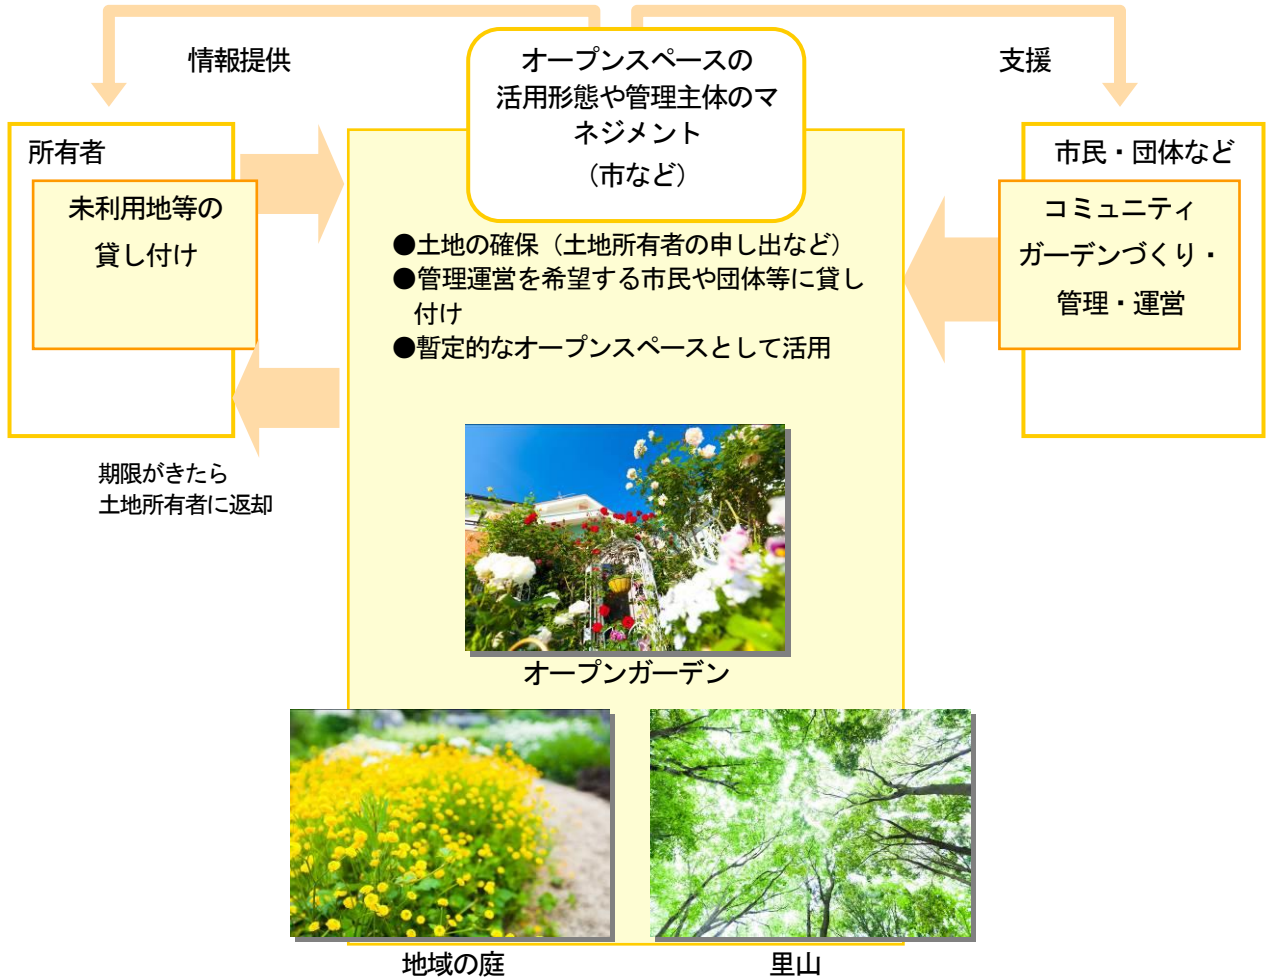 情報提供
オープンスペースの
活用形態や管理主体のマ
ネジメント
（市など）
支援
所有者
未利用地等の
貸し付け
市民・団体など
コミュニティ
ガーデンづくり・
管理・運営
●土地の確保（土地所有者の申し出など）
●管理運営を希望する市民や団体等に貸し
付け
●暫定的なオープンスペースとして活用
期限がきたら
土地所有者に返却
オープンガーデン
地域の庭
里山